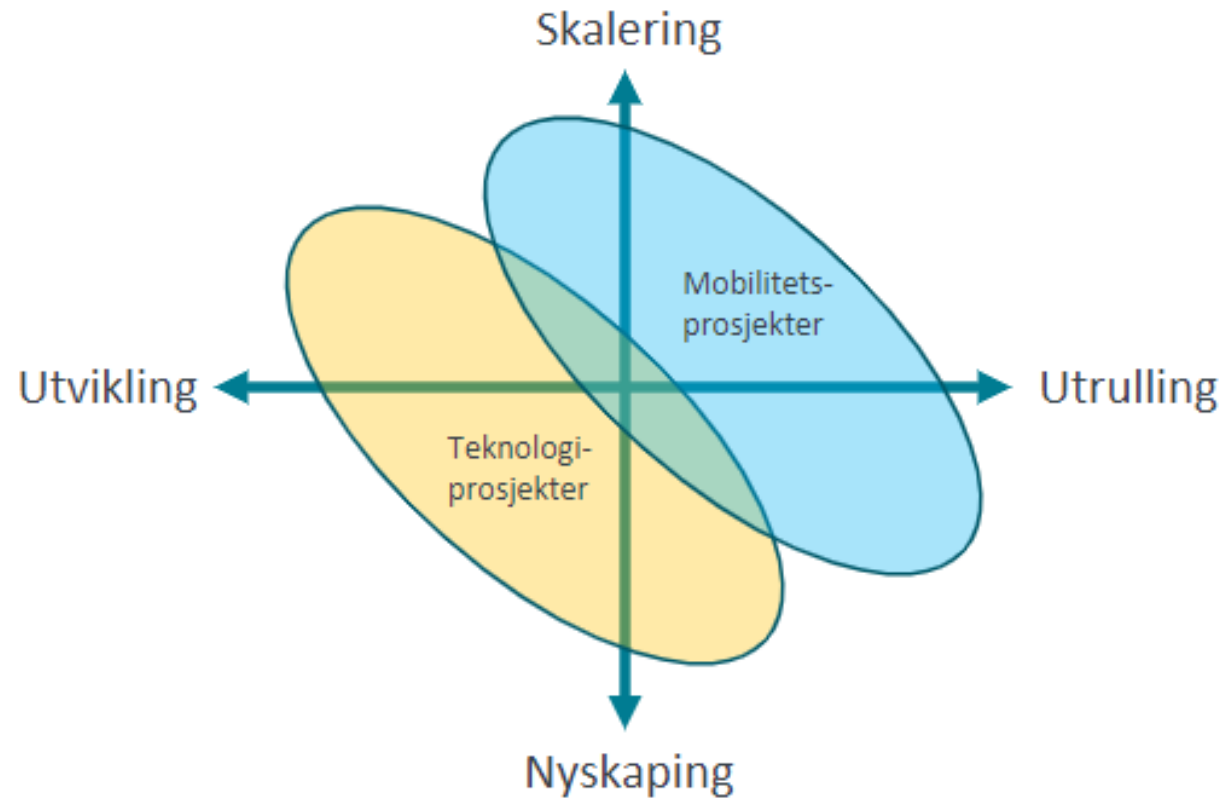 Skalering
Mobilitets-
prosjekter
Utvikling
Utrulling
Teknologi-
prosjekter
Nyskaping